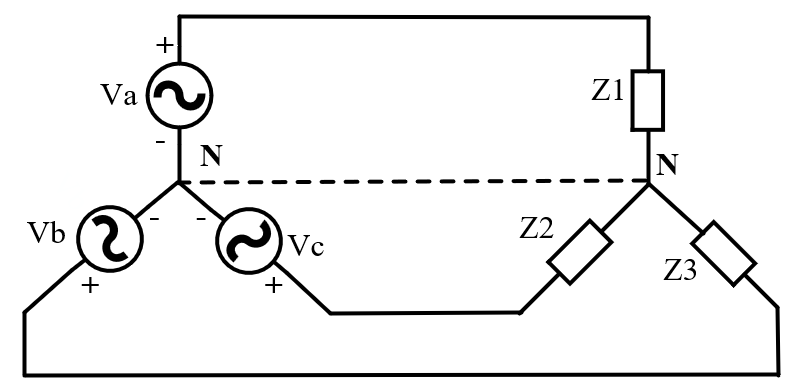 +
Va
Z1
-
N
N
Vb
-
-
Vc
Z2
Z3
+
+